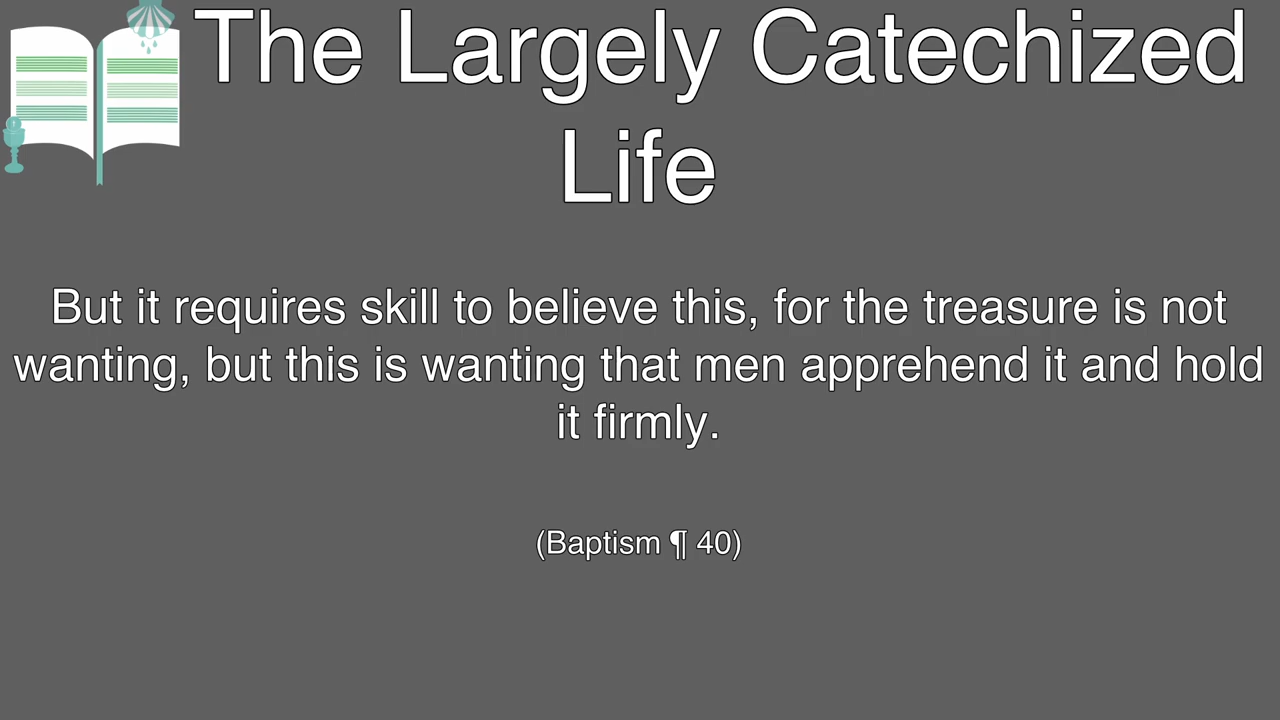 The Largely Catechized
Life
But it requires skill to believe this, for the treasure is not
wanting, but this is wanting that men apprehend it and hold
it firmly.
(Baptism ¶ 40)